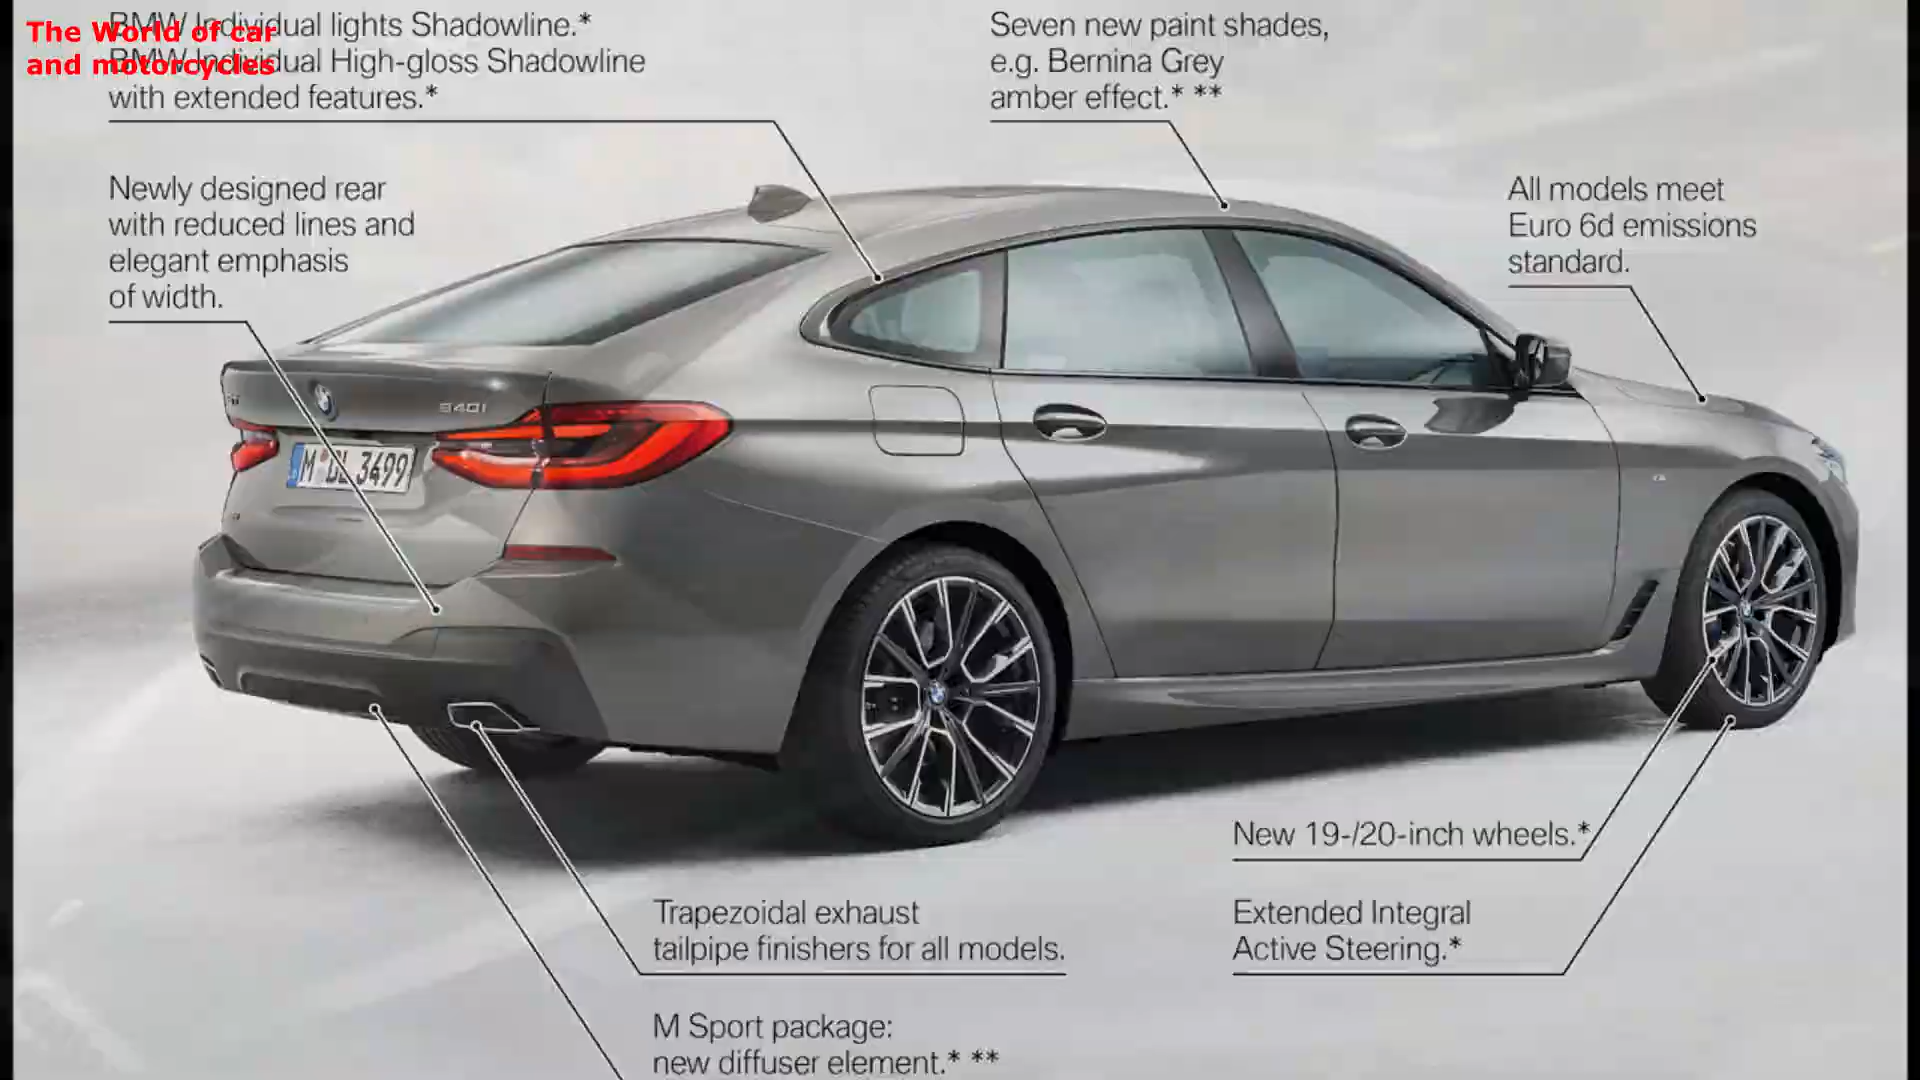 The World of car
and motorcycles
BMW Individual lights Shadowline.*
BMW Individual High-gloss Shadowline
with extended features.*
Seven new paint shades,
e.g. Bernina Grey
amber effect.* **
Newly designed rear
with reduced lines and
elegant emphasis
of width.
All models meet
Euro 6d emissions
standard.
640i
M DL 3499
New 19-/20-inch wheels.*
Trapezoidal exhaust
tailpipe finishers for all models.
Extended Integral
Active Steering.*
M Sport package:
new diffuser element.* **